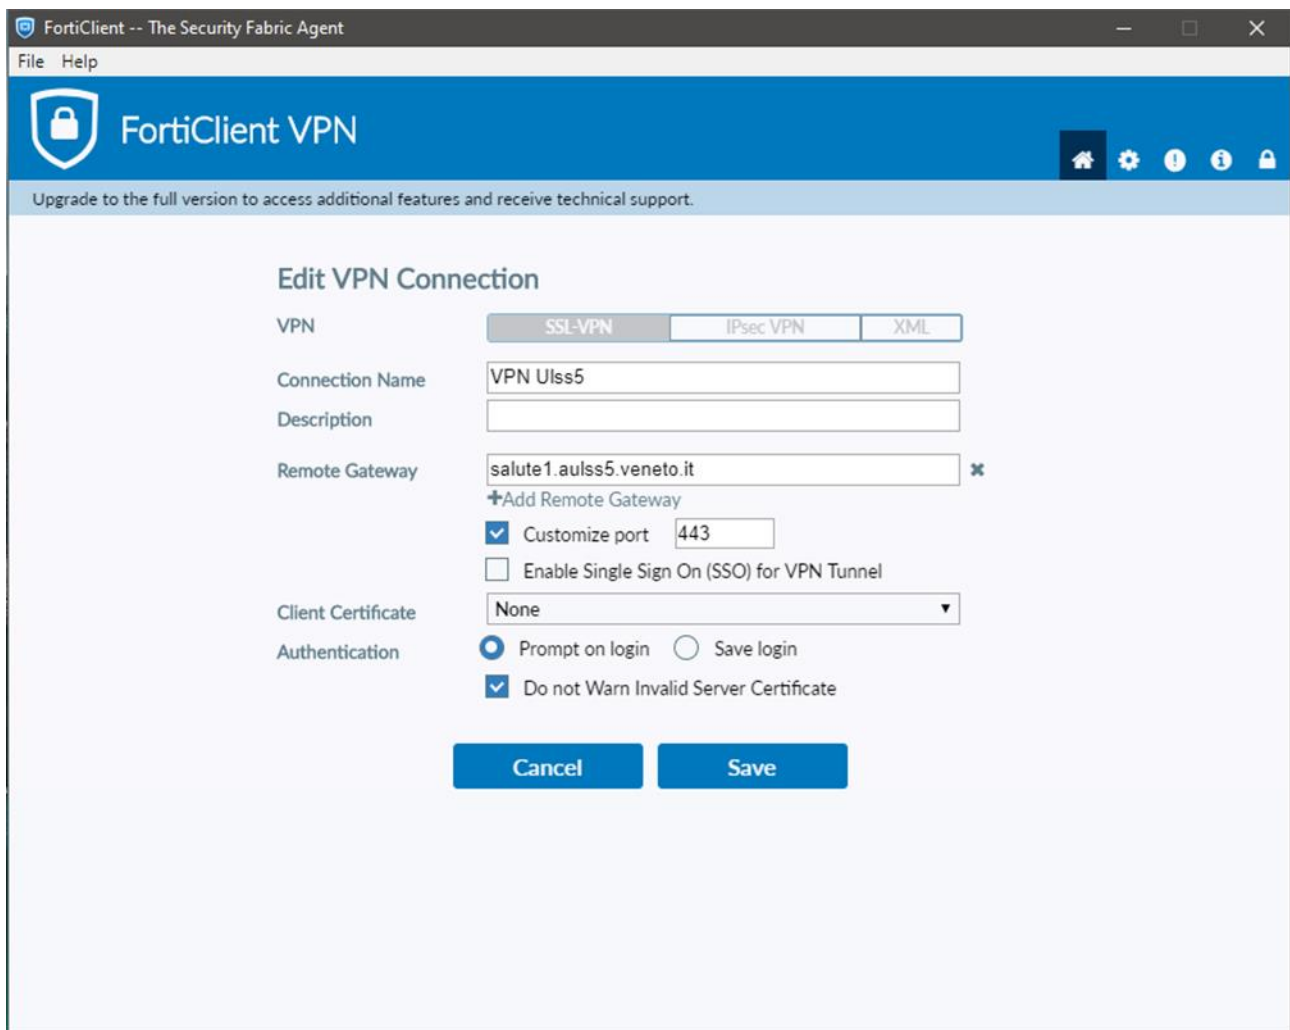 FortiClient -- The Security Fabric Agent
File Help
FortiClient VPN
Upgrade to the full version to access additional features and receive technical support.
Edit VPN Connection
VPN SSL-VPN IPsec VPN XML
Connection Name VPN Ulss5
Description
Remote Gateway salute1.aulss5.veneto.it
+Add Remote Gateway
Customize port 443
Enable Single Sign On (SSO) for VPN Tunnel
Client Certificate None
Authentication Prompt on login Save login
Do not Warn Invalid Server Certificate
Cancel Save